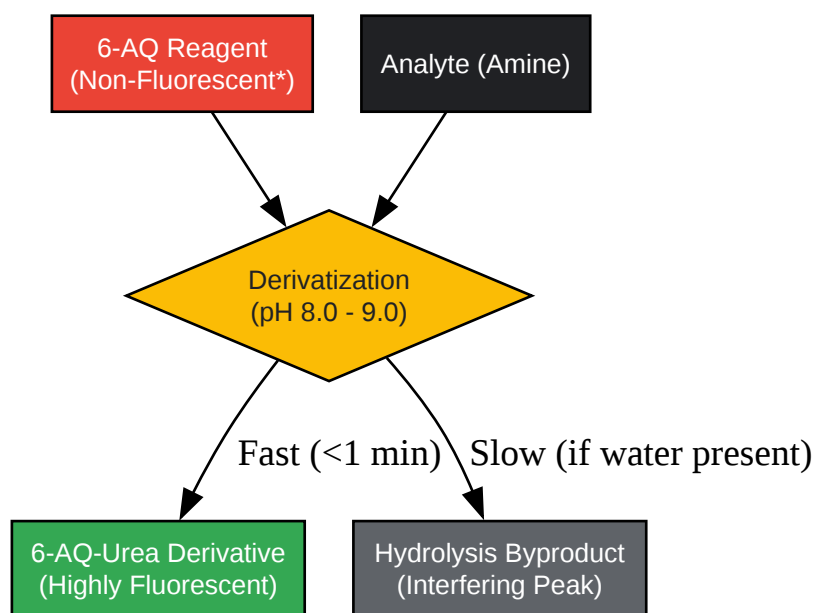 6-AQ Reagent
(Non-Fluorescent*)
Analyte (Amine)
Derivatization
(pH 8.0 - 9.0)
Fast (<1 min)
Slow (if water present)
6-AQ-Urea Derivative
(Highly Fluorescent)
Hydrolysis Byproduct
(Interfering Peak)